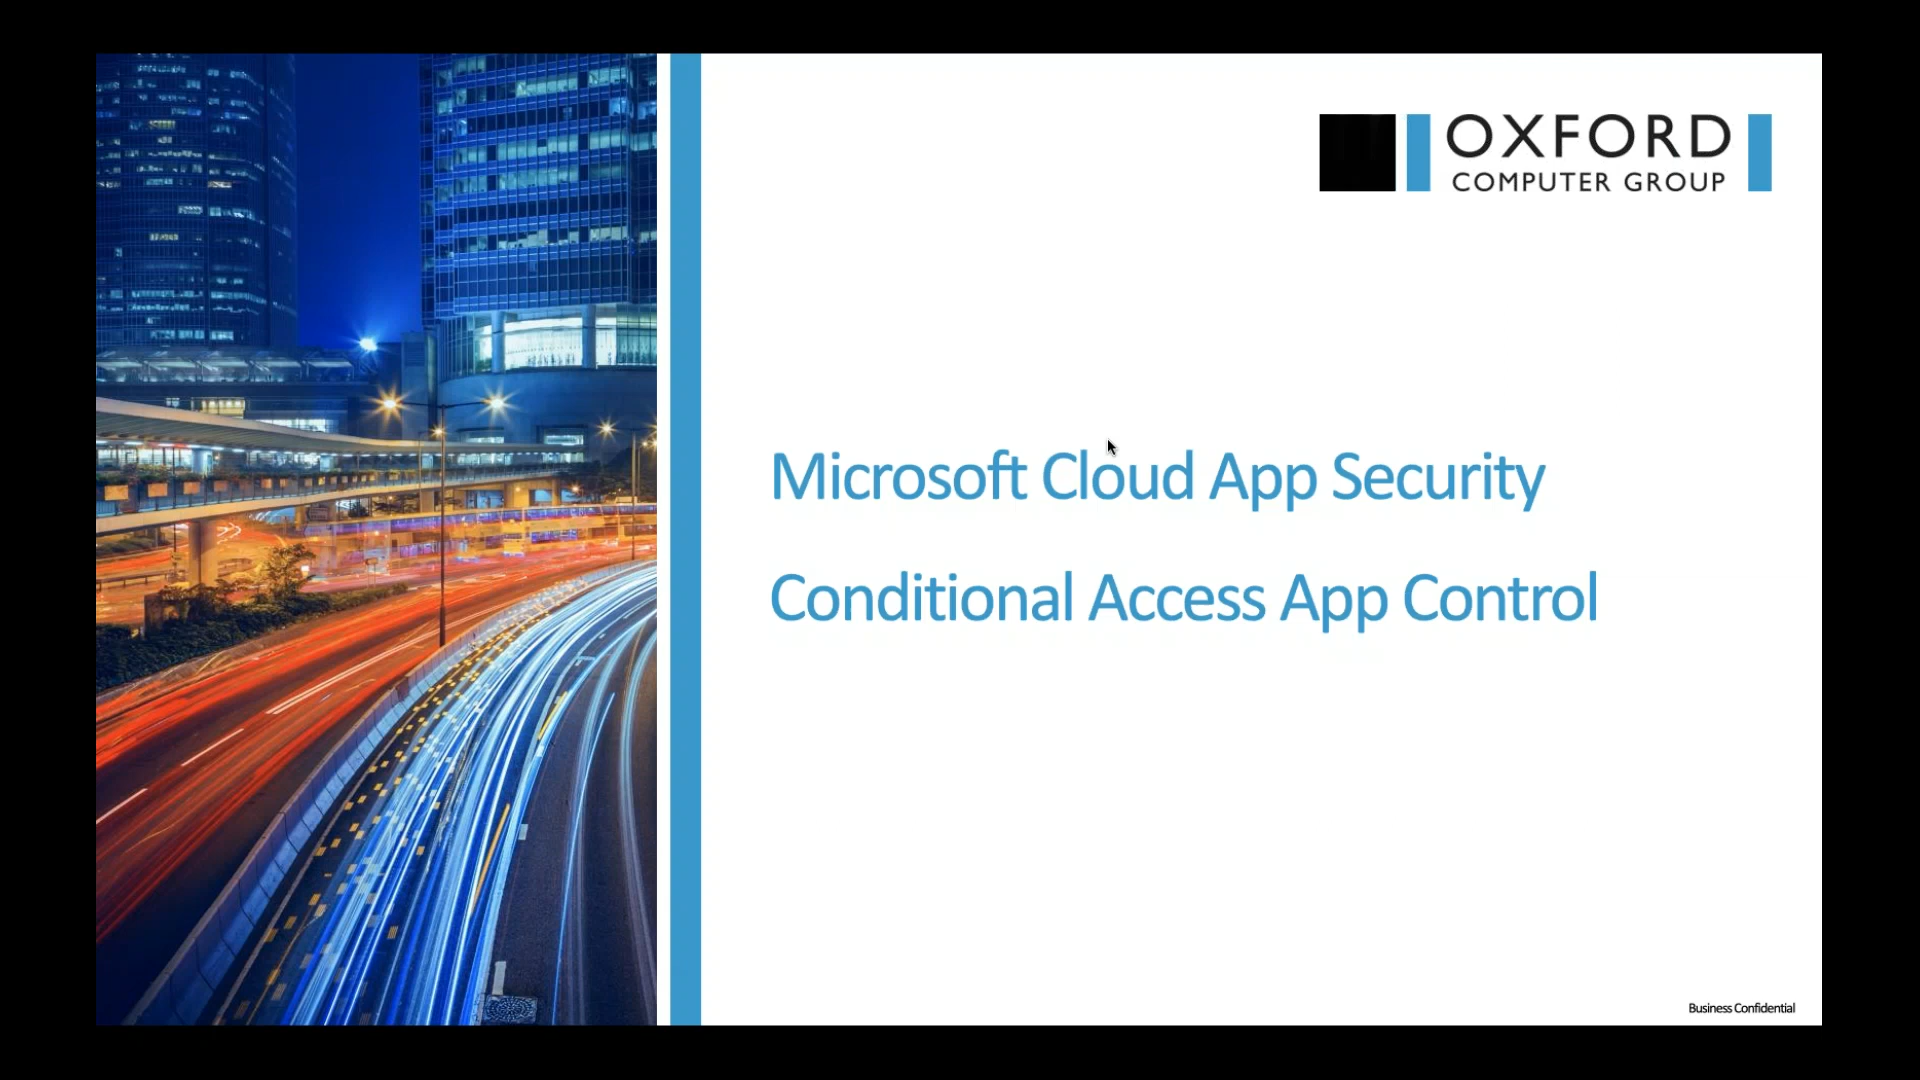 OXFORD
COMPUTER GROUP
Microsoft Cloud App Security
Conditional Access App Control
Business Confidential